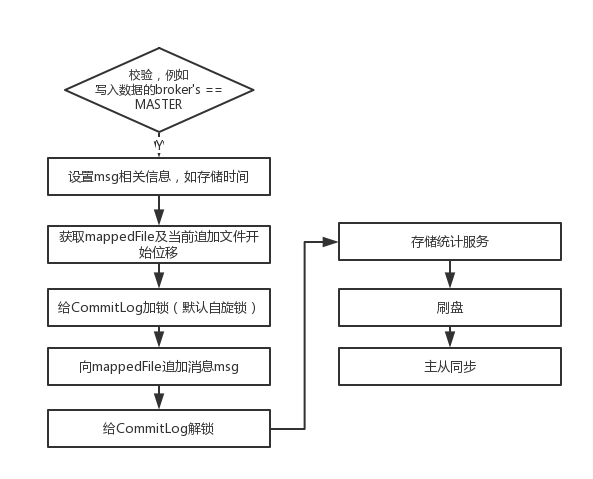 校验，例如
写入数据的broker's ==
MASTER
Y
设置msg相关信息，如存储时间
获取mappedFile及当前追加文件开
始位移
给CommitLog加锁（默认自旋锁）
向mappedFile追加消息msg
给CommitLog解锁
存储统计服务
刷盘
主从同步